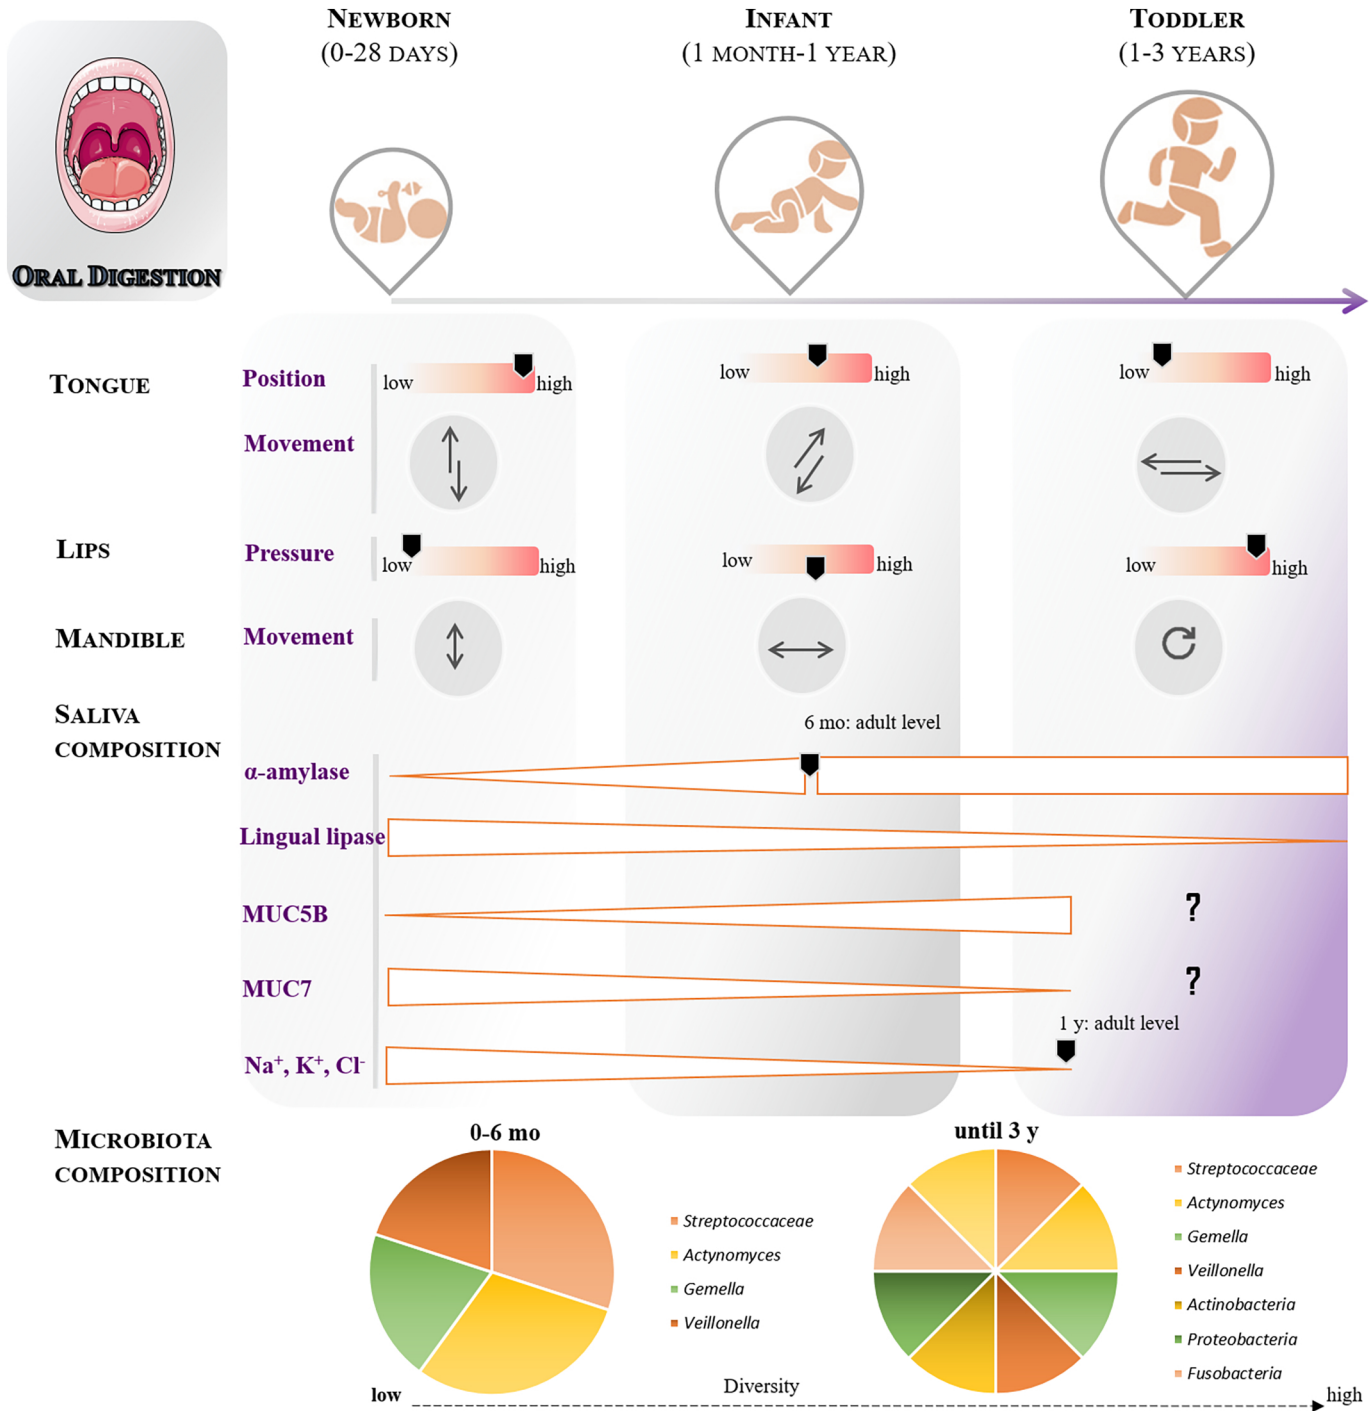 NEWBORN
(0-28 DAYS)
INFANT
(1 MONTH-1 YEAR)
TODDLER
(1-3 YEARS)
ORAL DIGESTION
TONGUE
Position
low
high
low
high
low
high
Movement
LIPS
Pressure
low
high
low
high
low
high
MANDIBLE
Movement
SALIVA
COMPOSITION
6 mo: adult level
α-amylase
Lingual lipase
MUC5B
?
MUC7
?
1 y: adult level
Na⁺, K⁺, Cl⁻
MICROBIOTA
COMPOSITION
0-6 mo
Streptococcaceae
Actynomyces
Gemella
Veillonella
until 3 y
Streptococcaceae
Actynomyces
Gemella
Veillonella
Actinobacteria
Proteobacteria
Fusobacteria
low
Diversity
high